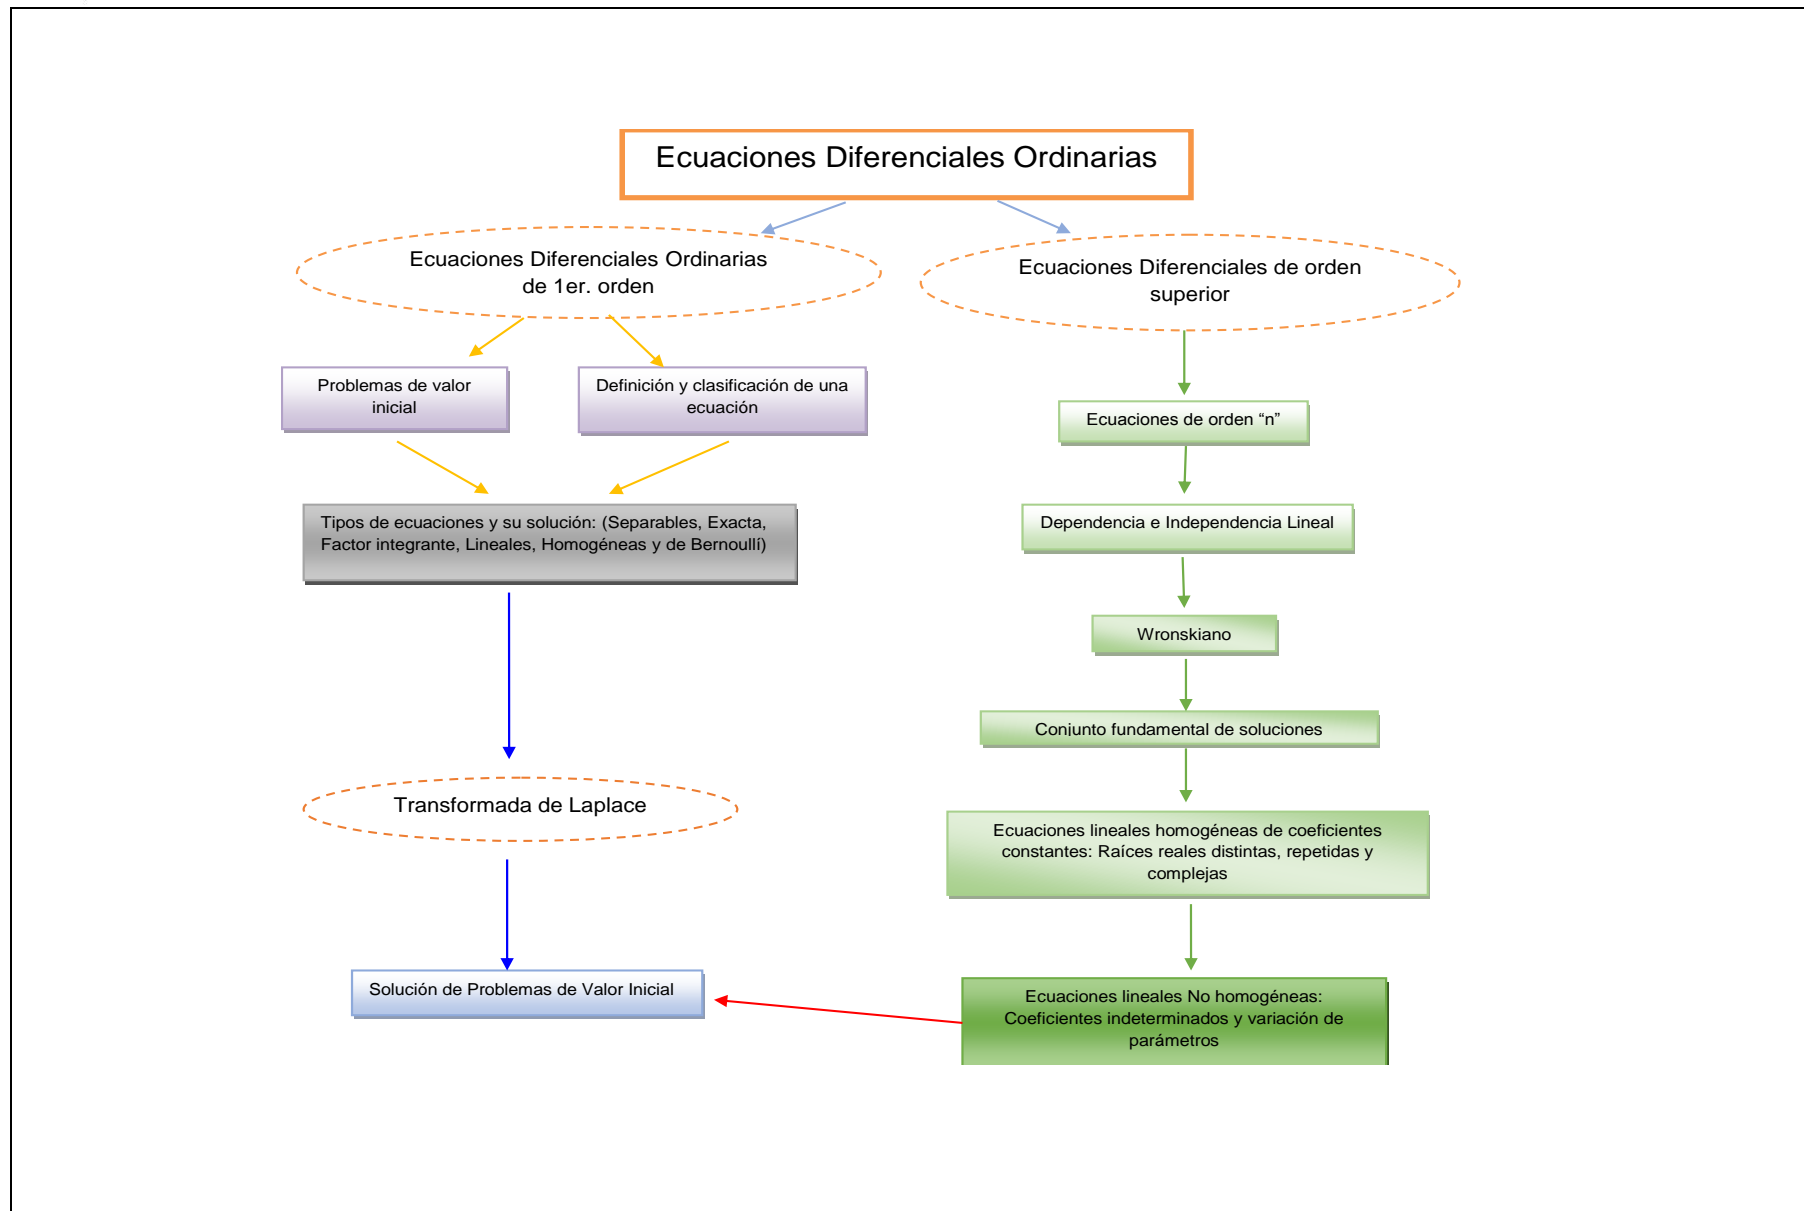 Ecuaciones Diferenciales Ordinarias
Ecuaciones Diferenciales Ordinarias
de 1er. orden
Ecuaciones Diferenciales de orden
superior
Problemas de valor
inicial
Definición y clasificación de una
ecuación
Ecuaciones de orden “n”
Tipos de ecuaciones y su solución: (Separables, Exacta,
Factor integrante, Lineales, Homogéneas y de Bernoullí)
Dependencia e Independencia Lineal
Wronskiano
Conjunto fundamental de soluciones
Transformada de Laplace
Ecuaciones lineales homogéneas de coeficientes
constantes: Raíces reales distintas, repetidas y
complejas
Solución de Problemas de Valor Inicial
Ecuaciones lineales No homogéneas:
Coeficientes indeterminados y variación de
parámetros